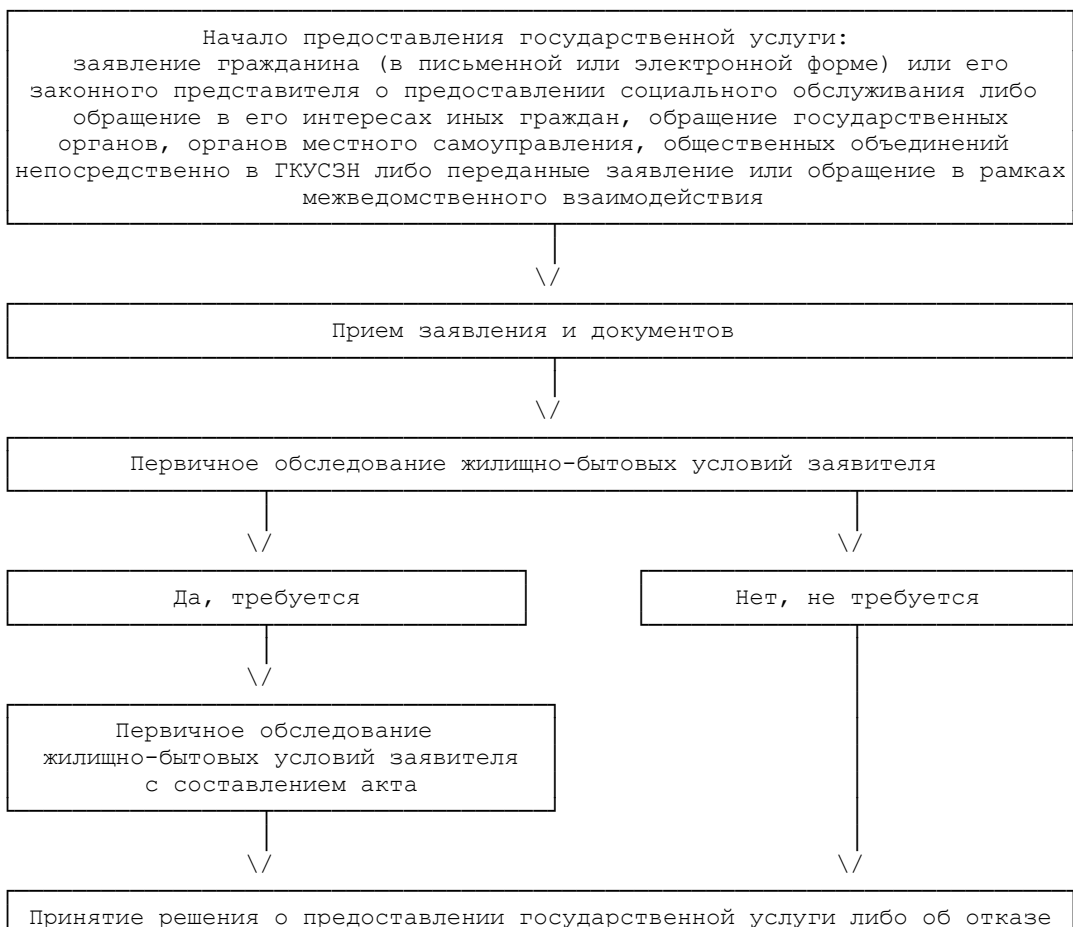 Начало предоставления государственной услуги:
заявление гражданина (в письменной или электронной форме) или его
законного представителя о предоставлении социального обслуживания либо
обращение в его интересах иных граждан, обращение государственных
органов, органов местного самоуправления, общественных объединений
непосредственно в ГКУСЗН либо переданные заявление или обращение в рамках
межведомственного взаимодействия
Прием заявления и документов
Первичное обследование жилищно-бытовых условий заявителя
Да, требуется
Нет, не требуется
Первичное обследование
жилищно-бытовых условий заявителя
с составлением акта
Принятие решения о предоставлении государственной услуги либо об отказе